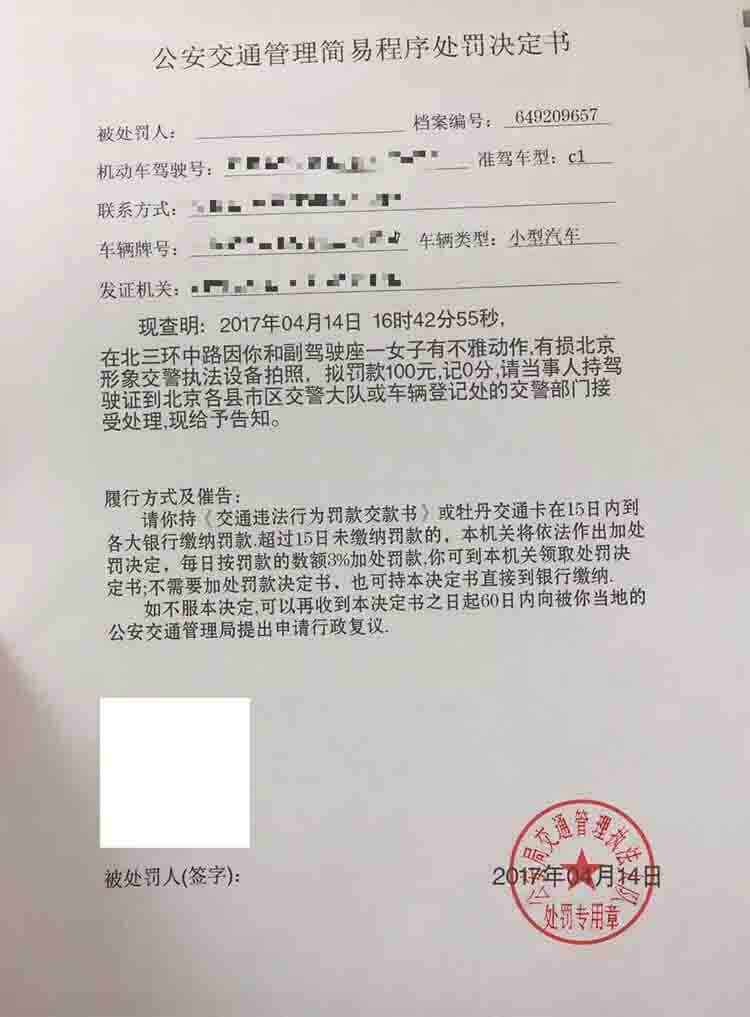 公安交通管理简易程序处罚决定书
被处罚人： 档案编号： 649209657
机动车驾驶号： 准驾车型：c1
联系方式：
车辆牌号： 车辆类型： 小型汽车
发证机关：
现查明：2017年04月14日 16时42分55秒，
在北三环中路因你和副驾驶座一女子有不雅动作,有损北京
形象交警执法设备拍照，拟罚款100元,记0分,请当事人持驾
驶证到北京各县市区交警大队或车辆登记处的交警部门接
受处理,现给予告知。
履行方式及催告:
请你持《交通违法行为罚款交款书》或牡丹交通卡在15日内到
各大银行缴纳罚款.超过15日未缴纳罚款的，本机关将依法作出加处
罚决定，每日按罚款的数额3%加处罚款,你可到本机关领取处罚决
定书;不需要加处罚款决定书，也可持本决定书直接到银行缴纳.
如不服本决定,可以再收到本决定书之日起60日内向被你当地的
公安交通管理局提出申请行政复议.
被处罚人(签字)：
2017年04月14日
公安局交通管理执法 队
处罚专用章